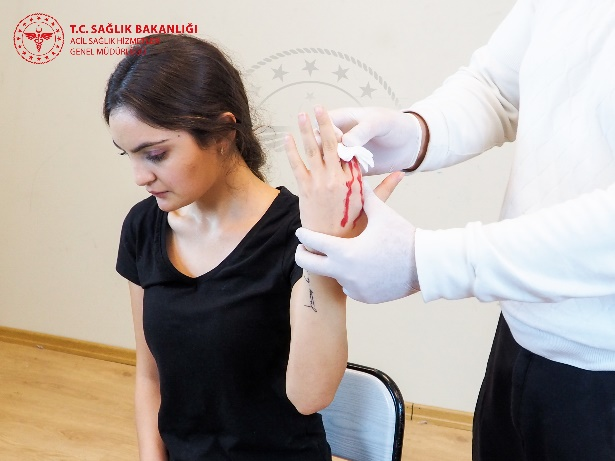 T.C. SAĞLIK BAKANLIĞI
ACİL SAĞLIK HİZMETLERİ
GENEL MÜDÜRLÜĞÜ